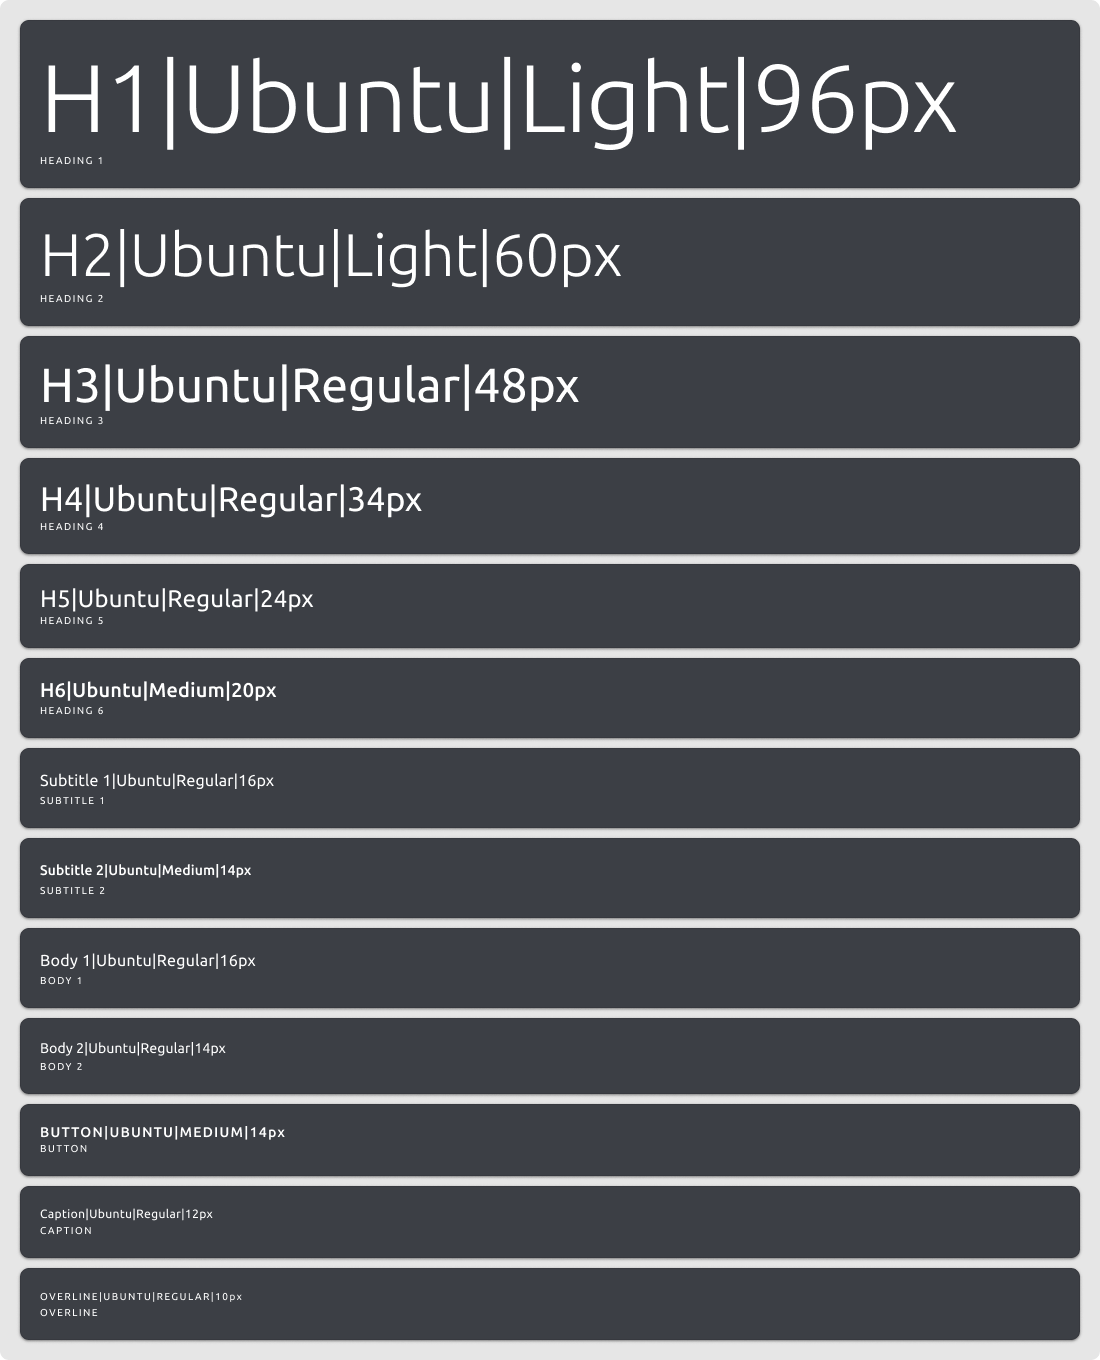 H1|Ubuntu|Light|96px
HEADING 1
H2|Ubuntu|Light|60px
HEADING 2
H3|Ubuntu|Regular|48px
HEADING 3
H4|Ubuntu|Regular|34px
HEADING 4
H5|Ubuntu|Regular|24px
HEADING 5
H6|Ubuntu|Medium|20px
HEADING 6
Subtitle 1|Ubuntu|Regular|16px
SUBTITLE 1
Subtitle 2|Ubuntu|Medium|14px
SUBTITLE 2
Body 1|Ubuntu|Regular|16px
BODY 1
Body 2|Ubuntu|Regular|14px
BODY 2
BUTTON|UBUNTU|MEDIUM|14px
BUTTON
Caption|Ubuntu|Regular|12px
CAPTION
OVERLINE|UBUNTU|REGULAR|10px
OVERLINE